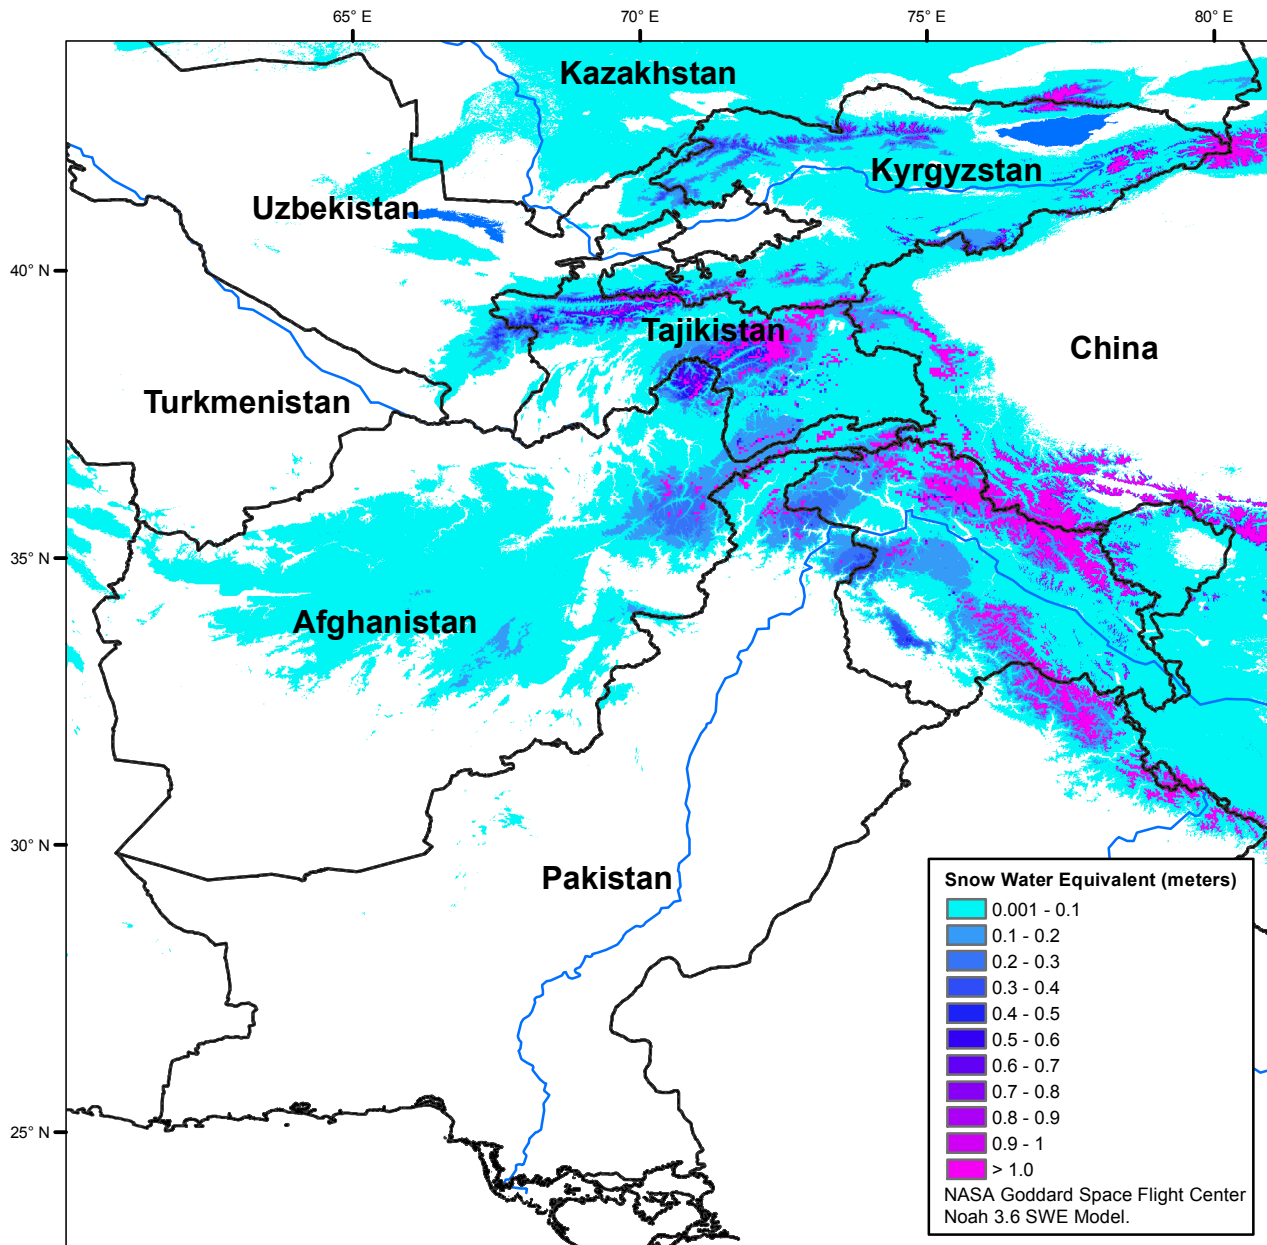 65° E
70° E
75° E
80° E
Kazakhstan
Kyrgyzstan
Uzbekistan
40° N
Tajikistan
China
Turkmenistan
35° N
Afghanistan
30° N
Pakistan
25° N
Snow Water Equivalent (meters)
0.001 - 0.1
0.1 - 0.2
0.2 - 0.3
0.3 - 0.4
0.4 - 0.5
0.5 - 0.6
0.6 - 0.7
0.7 - 0.8
0.8 - 0.9
0.9 - 1
> 1.0
NASA Goddard Space Flight Center
Noah 3.6 SWE Model.